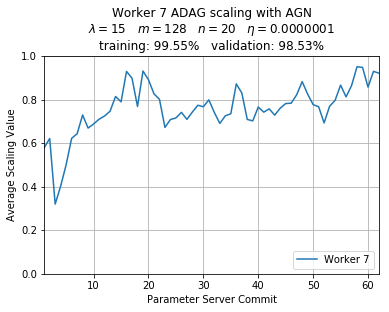 Worker 7 ADAG scaling with AGN
λ = 15 m = 128 n = 20 η = 0.0000001
training: 99.55% validation: 98.53%
1.0
0.8
0.6
0.4
0.2
0.0
Average Scaling Value
Worker 7
10 20 30 40 50 60
Parameter Server Commit